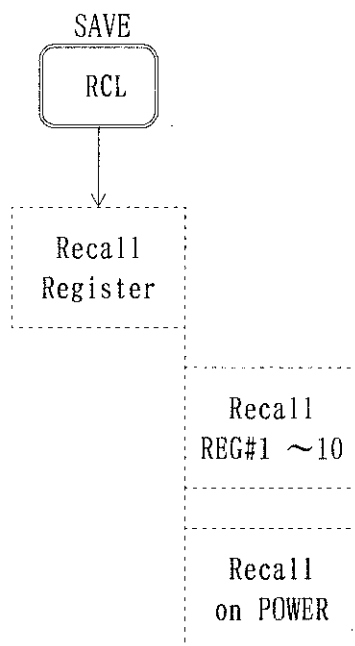 SAVE
RCL
Recall
Register
Recall
REG#1 ～10
Recall
on POWER